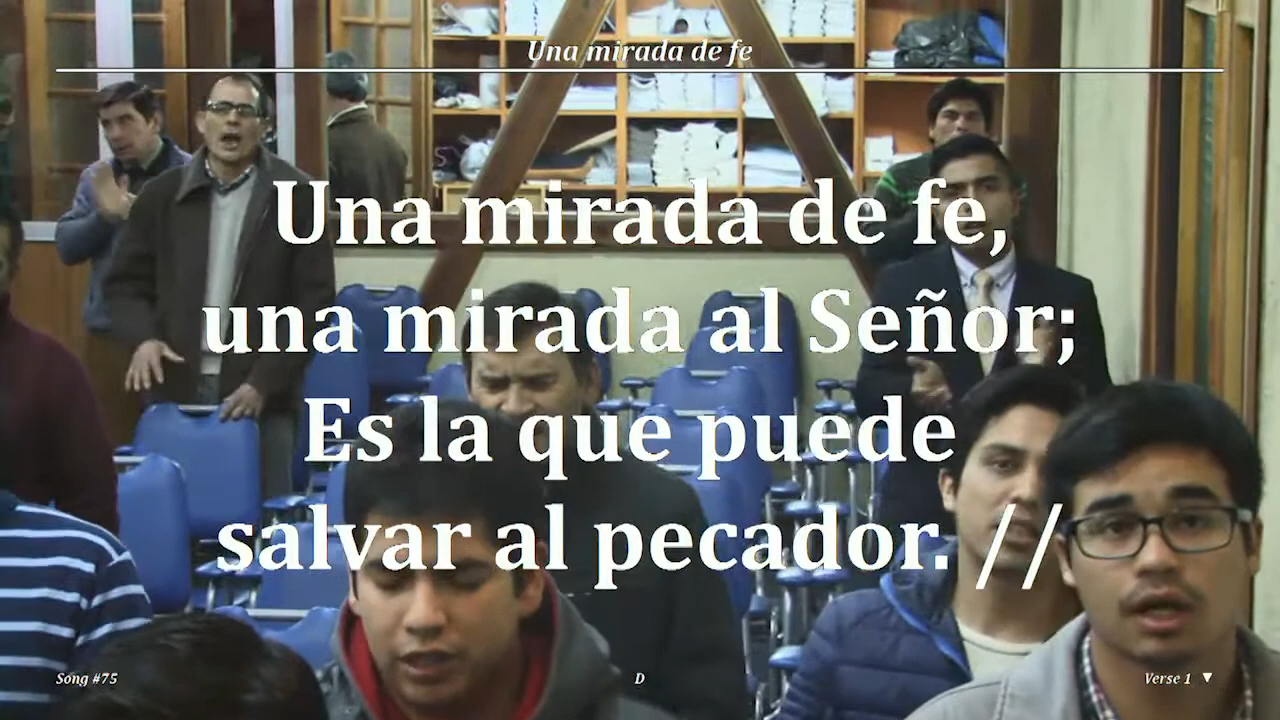 Una mirada de fe
Una mirada de fe,
una mirada al Señor;
Es la que puede
salvar al pecador. //
Song #75
D
Verse 1 ▼